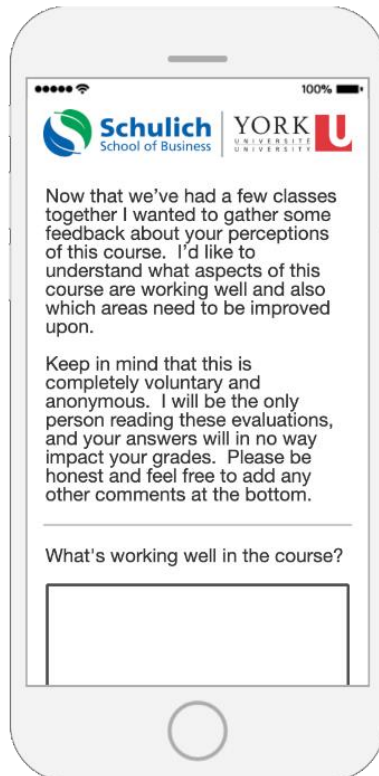 100%
Schulich
School of Business
YORK
UNIVERSITÉ
UNIVERSITY
U
Now that we've had a few classes
together I wanted to gather some
feedback about your perceptions
of this course.  I'd like to
understand what aspects of this
course are working well and also
which areas need to be improved
upon.
Keep in mind that this is
completely voluntary and
anonymous.  I will be the only
person reading these evaluations,
and your answers will in no way
impact your grades.  Please be
honest and feel free to add any
other comments at the bottom.
What's working well in the course?